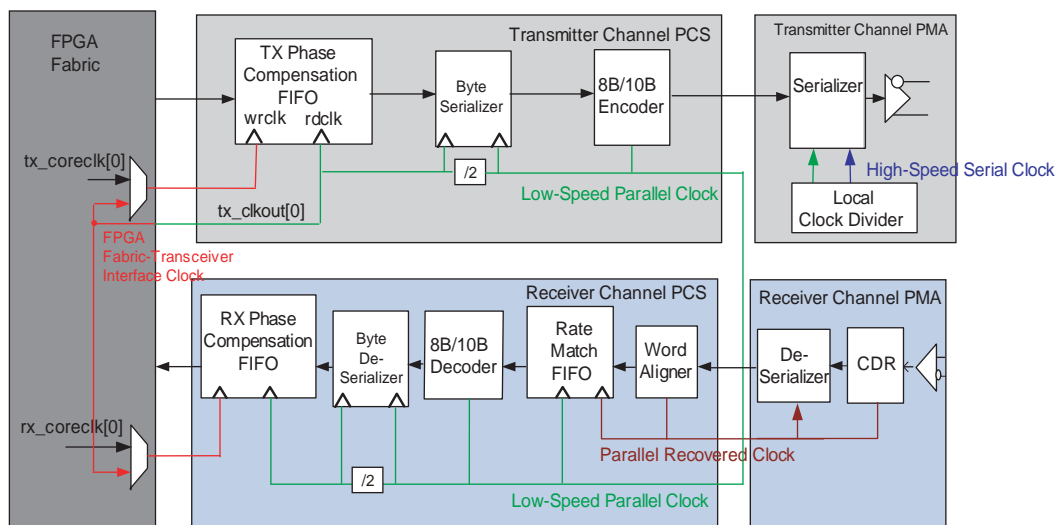 FPGA
Fabric
Transmitter Channel PCS
Transmitter Channel PMA
TX Phase
Compensation
FIFO
wrclk
rdclk
Byte
Serializer
8B/10B
Encoder
Serializer
tx_coreclk[0]
/2
High-Speed Serial Clock
Low-Speed Parallel Clock
Local
Clock Divider
tx_clkout[0]
FPGA
Fabric-Transceiver
Interface Clock
Receiver Channel PCS
Receiver Channel PMA
RX Phase
Compensation
FIFO
Byte
De-
Serializer
8B/10B
Decoder
Rate
Match
FIFO
Word
Aligner
De-
Serializer
CDR
rx_coreclk[0]
Parallel Recovered Clock
/2
Low-Speed Parallel Clock